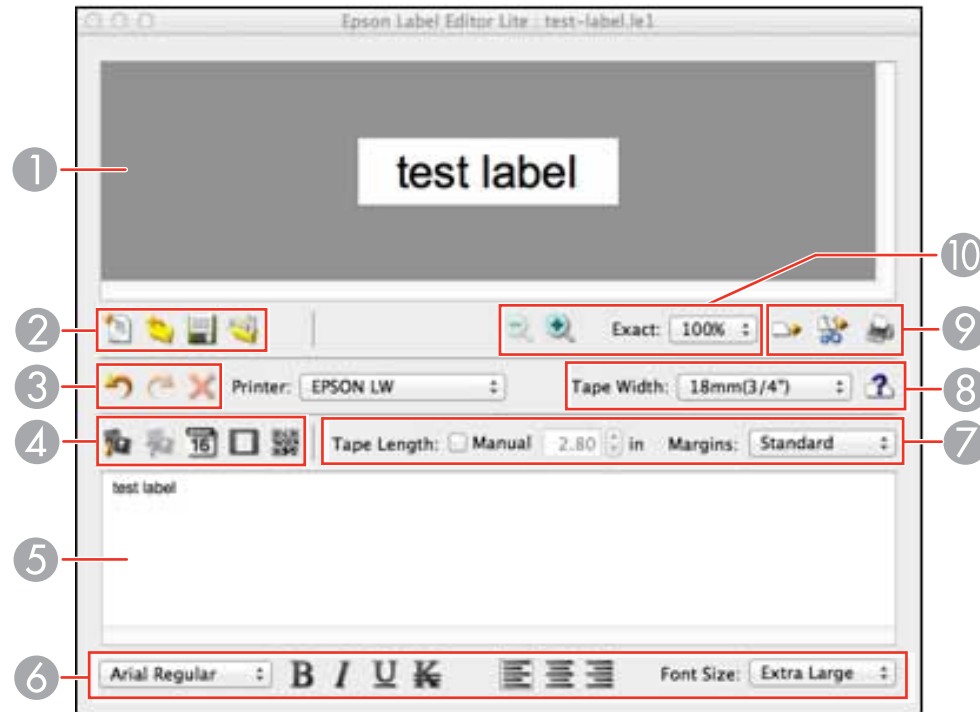 Epson Label Editor Lite test-label.le1
1
test label
10
2
Exact: 100%
9
3
Printer: EPSON LW
Tape Width: 18mm(3/4")
?
8
4
16
Tape Length: Manual 2.80 in Margins: Standard
7
test label
5
6
Arial Regular B I U K Font Size: Extra Large